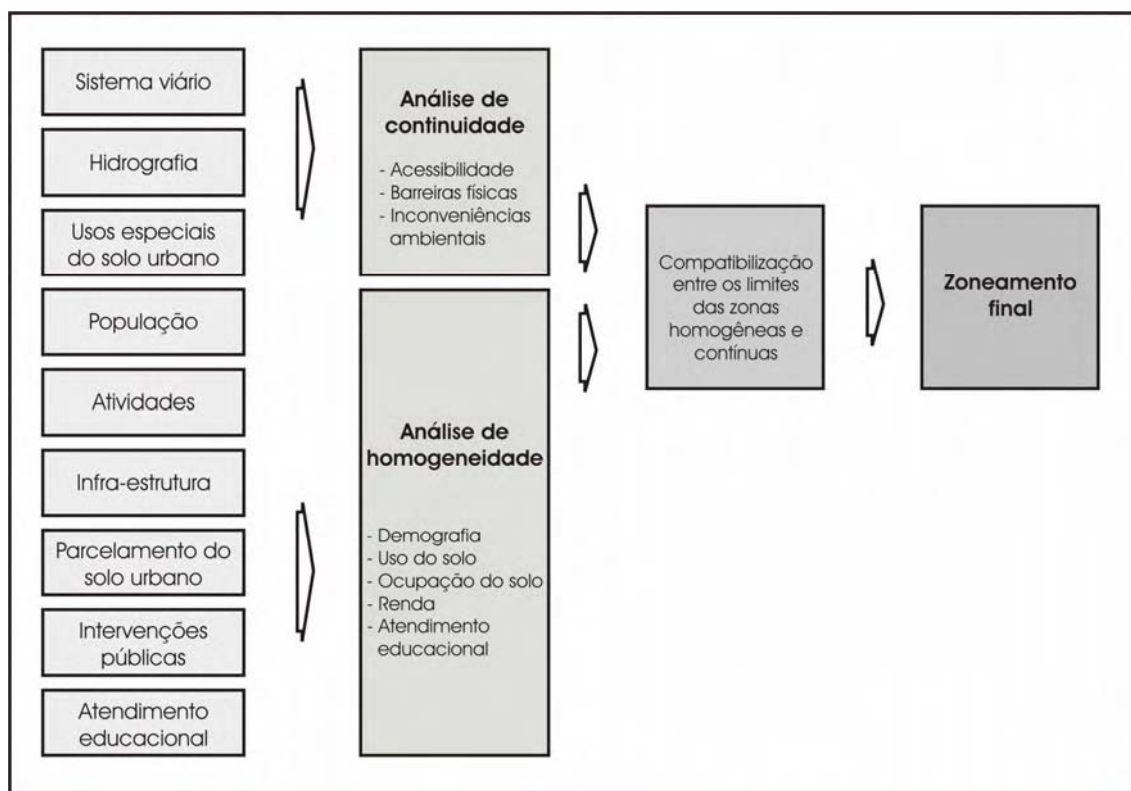 Sistema viário
Hidrografia
Usos especiais
do solo urbano
População
Atividades
Infra-estrutura
Parcelamento do
solo urbano
Intervenções
públicas
Atendimento
educacional
Análise de
continuidade
- Acessibilidade
- Barreiras físicas
- Inconveniências
ambientais
Análise de
homogeneidade
- Demografia
- Uso do solo
- Ocupação do solo
- Renda
- Atendimento
educacional
Compatibilização
entre os limites
das zonas
homogêneas e
contínuas
Zoneamento
final